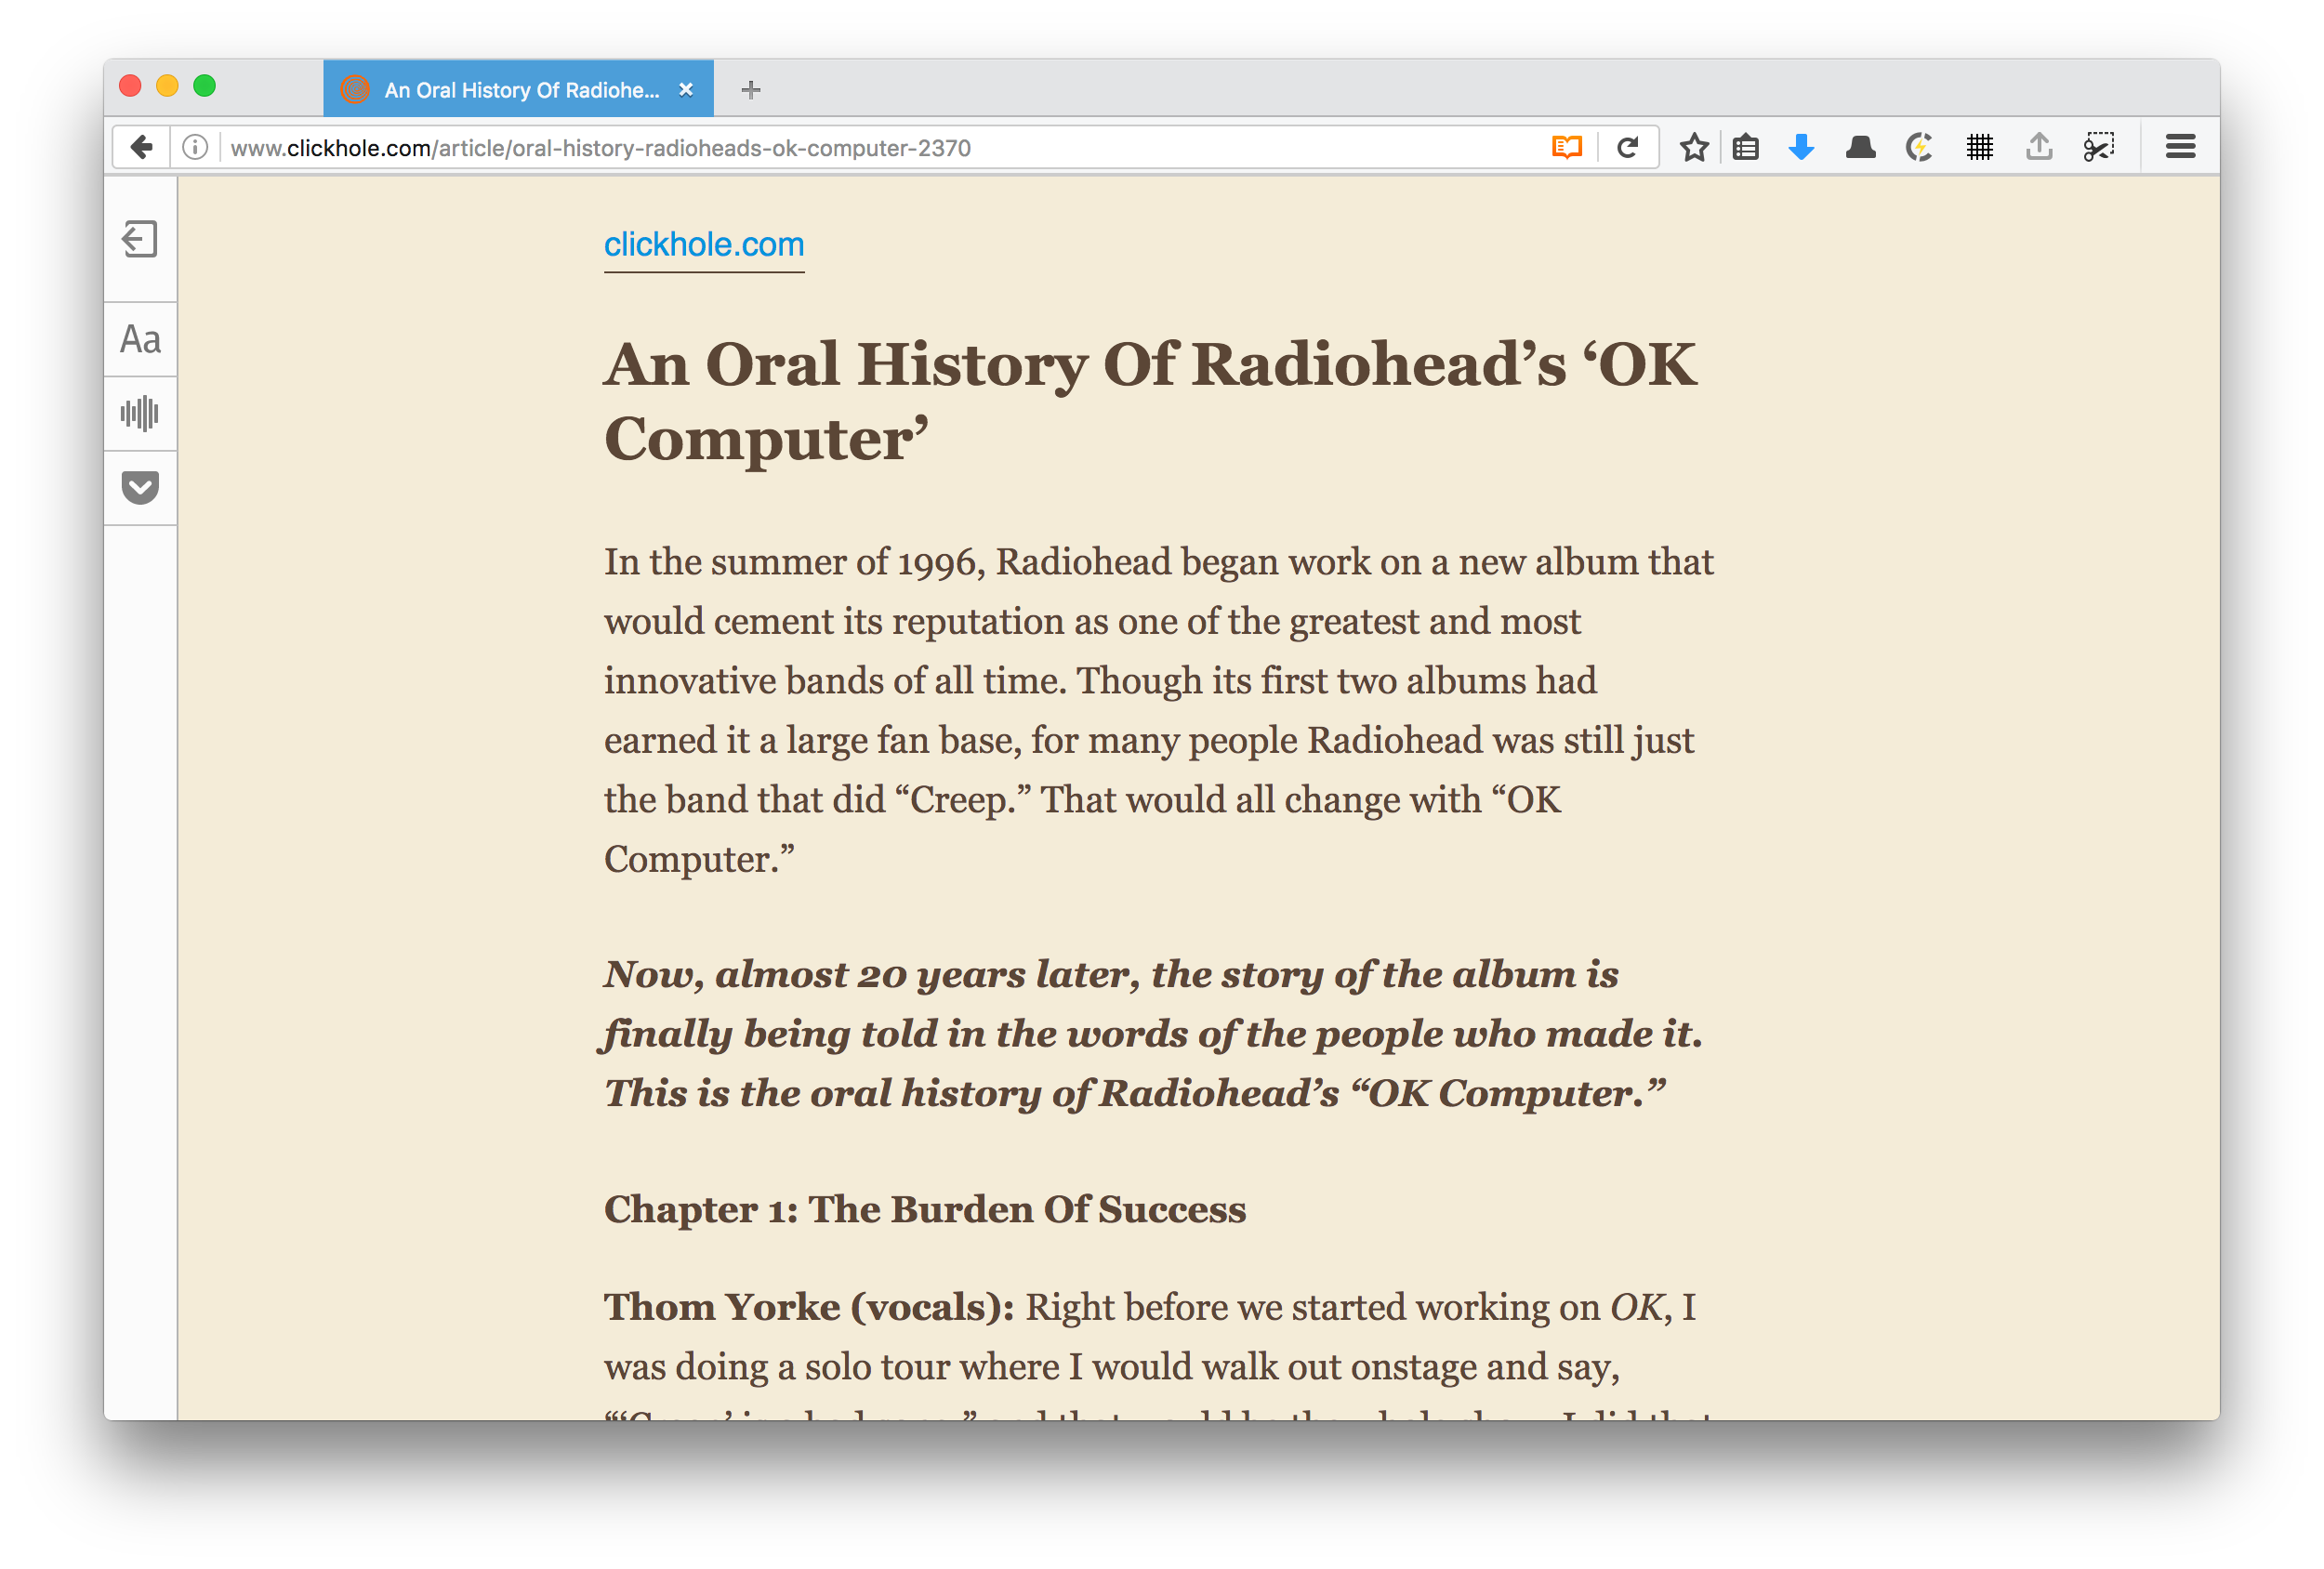 An Oral History Of Radiohe...
www.clickhole.com/article/oral-history-radioheads-ok-computer-2370
clickhole.com
Aa
An Oral History Of Radiohead’s ‘OK
Computer’
In the summer of 1996, Radiohead began work on a new album that
would cement its reputation as one of the greatest and most
innovative bands of all time. Though its first two albums had
earned it a large fan base, for many people Radiohead was still just
the band that did “Creep.” That would all change with “OK
Computer.”
Now, almost 20 years later, the story of the album is
finally being told in the words of the people who made it.
This is the oral history of Radiohead’s “OK Computer.”
Chapter 1: The Burden Of Success
Thom Yorke (vocals): Right before we started working on OK, I
was doing a solo tour where I would walk out onstage and say,